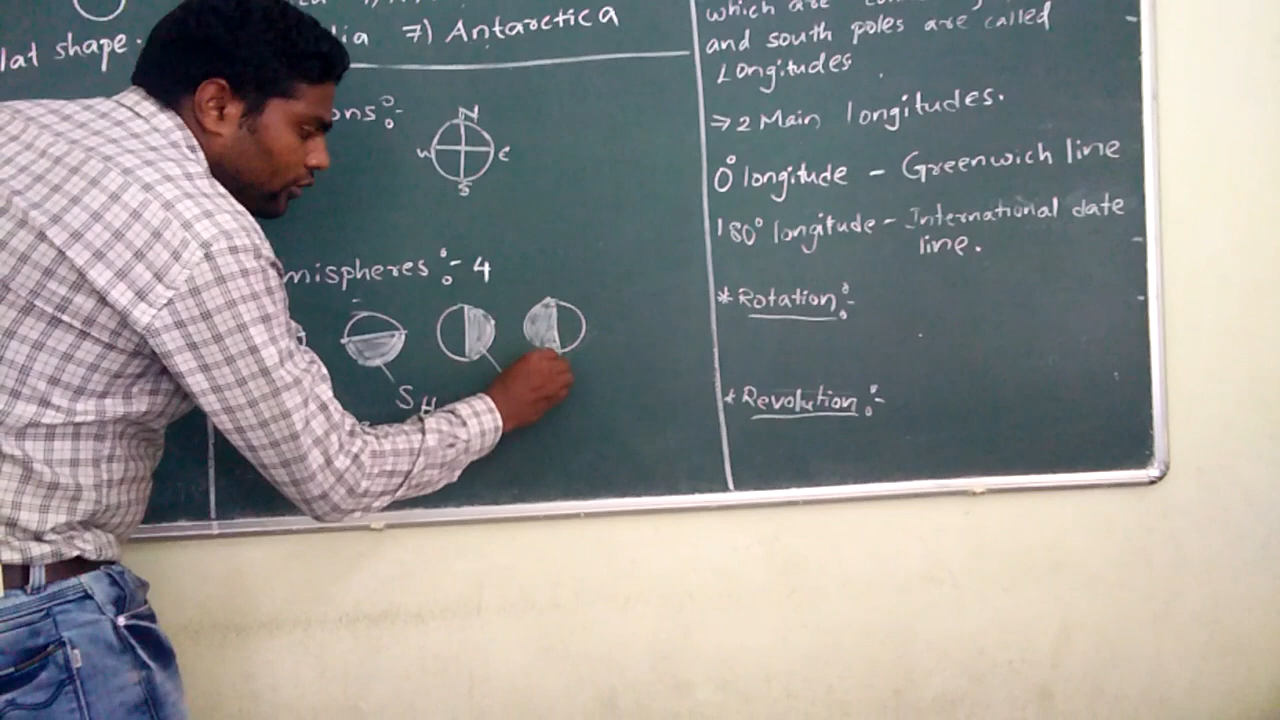 lat shape.
7) Antarctica
N
W E
S
mispheres :- 4
SH
which are
and south poles are called
Longitudes
→ 2 Main longitudes.
0° longitude - Greenwich line
180° longitude - International date
line.
* Rotation :-
* Revolution :-